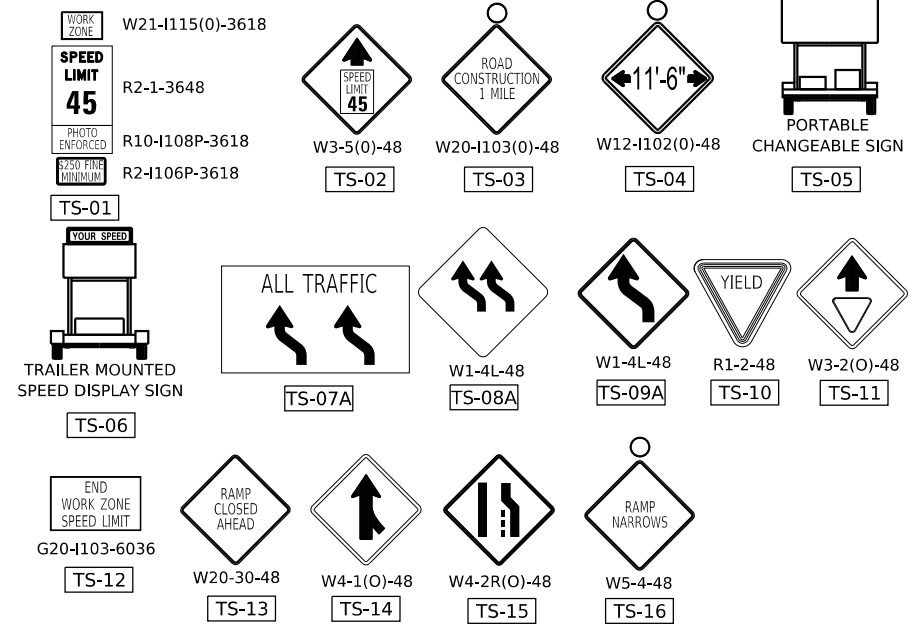 WORK
ZONE
W21-I115(0)-3618
SPEED
LIMIT
45
R2-1-3648
PHOTO
ENFORCED
R10-I108P-3618
$250 FINE
MINIMUM
R2-I106P-3618
TS-01
SPEED
LIMIT
45
W3-5(0)-48
TS-02
ROAD
CONSTRUCTION
1 MILE
W20-I103(0)-48
TS-03
11'-6"
W12-I102(0)-48
TS-04
PORTABLE
CHANGEABLE SIGN
TS-05
YOUR SPEED
TRAILER MOUNTED
SPEED DISPLAY SIGN
TS-06
ALL TRAFFIC
TS-07A
W1-4L-48
TS-08A
W1-4L-48
TS-09A
YIELD
R1-2-48
TS-10
W3-2(O)-48
TS-11
END
WORK ZONE
SPEED LIMIT
G20-I103-6036
TS-12
RAMP
CLOSED
AHEAD
W20-30-48
TS-13
W4-1(O)-48
TS-14
W4-2R(O)-48
TS-15
RAMP
NARROWS
W5-4-48
TS-16